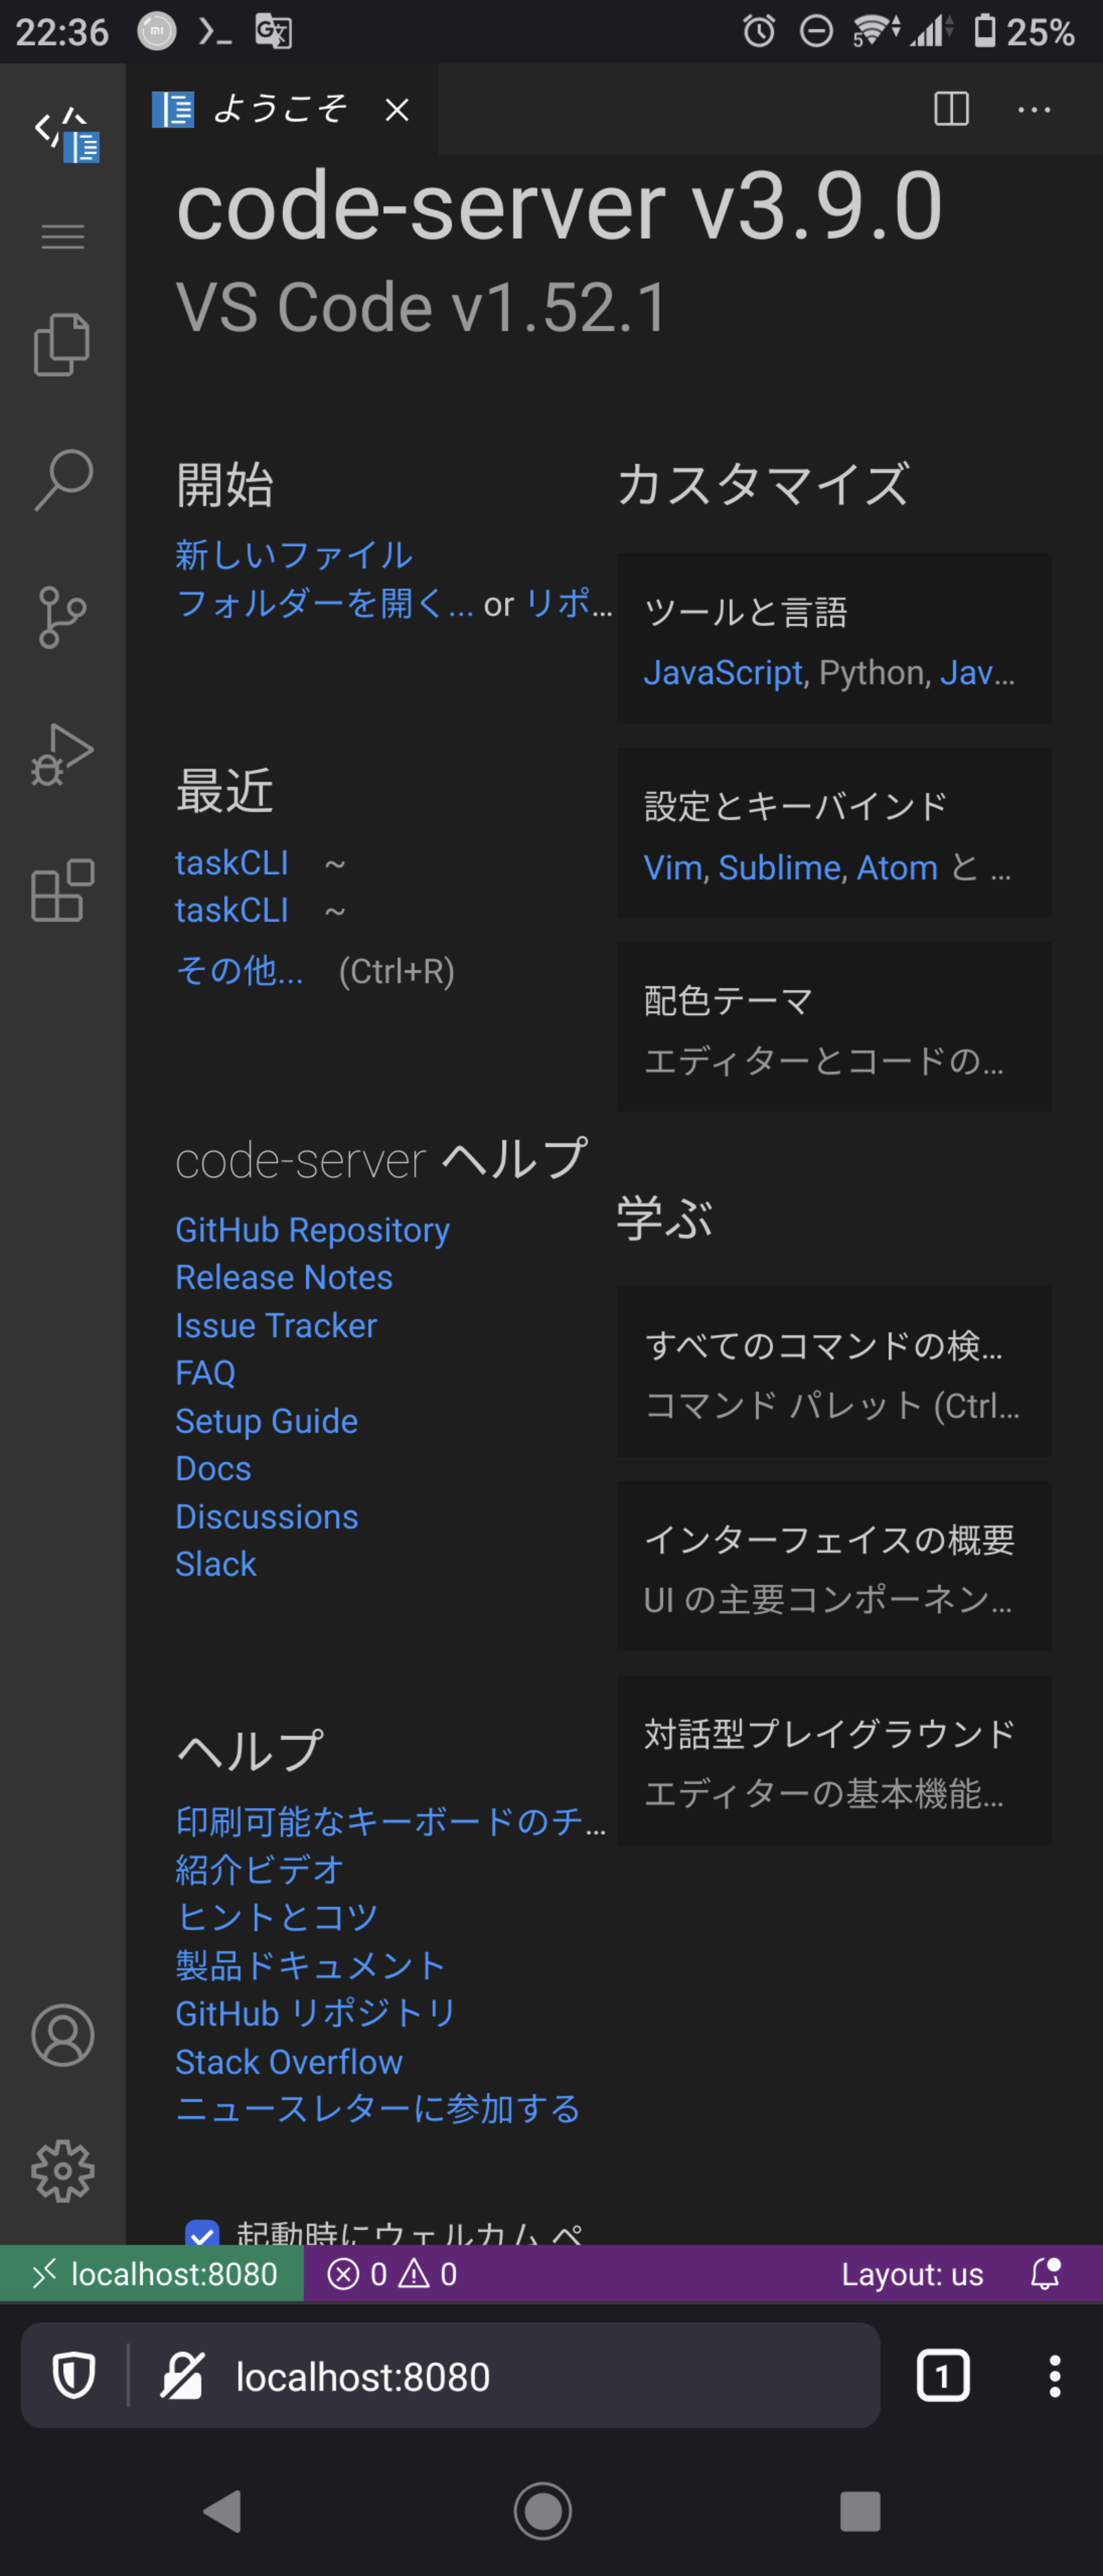 22:36
25%
ようこそ
code-server v3.9.0
VS Code v1.52.1
開始
新しいファイル
フォルダーを開く... or リポ...
最近
taskCLI ~
taskCLI ~
その他... (Ctrl+R)
code-server ヘルプ
GitHub Repository
Release Notes
Issue Tracker
FAQ
Setup Guide
Docs
Discussions
Slack
ヘルプ
印刷可能なキーボードのチ...
紹介ビデオ
ヒントとコツ
製品ドキュメント
GitHub リポジトリ
Stack Overflow
ニュースレターに参加する
起動時にウェルカム ペ
カスタマイズ
ツールと言語
JavaScript, Python, Jav...
設定とキーバインド
Vim, Sublime, Atom と ...
配色テーマ
エディターとコードの...
学ぶ
すべてのコマンドの検...
コマンド パレット (Ctrl...
インターフェイスの概要
UI の主要コンポーネン...
対話型プレイグラウンド
エディターの基本機能...
localhost:8080
0 0
Layout: us
localhost:8080
1